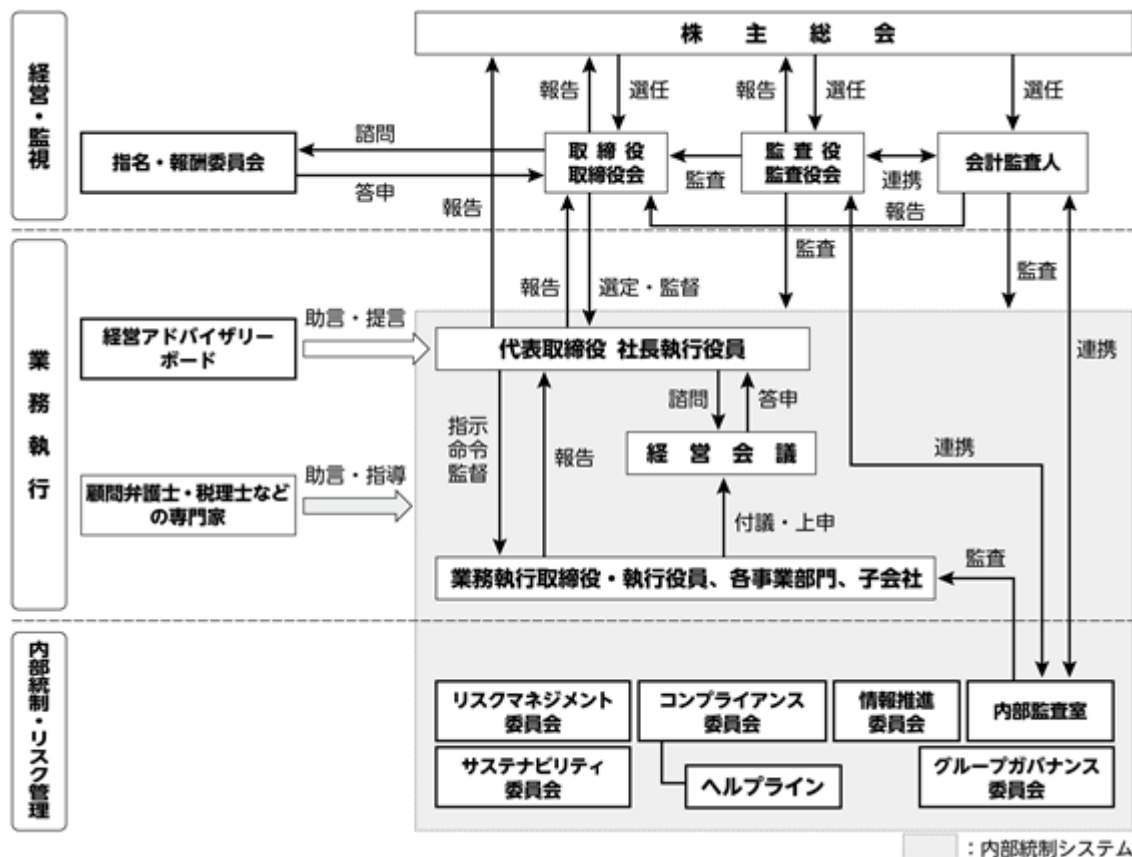 株主総会
経営・監視
報告
選任
報告
選任
選任
諮問
指名・報酬委員会
答申
取締役
取締役会
監査
監査役
監査役会
連携
会計監査人
報告
報告
監査
監査
報告
選定・監督
業務執行
経営アドバイザリー
ボード
助言・提言
代表取締役 社長執行役員
連携
諮問
答申
指示
命令
監督
報告
経営会議
連携
顧問弁護士・税理士など
の専門家
助言・指導
付議・上申
業務執行取締役・執行役員、各事業部門、子会社
監査
内部統制・リスク管理
リスクマネジメント
委員会
コンプライアンス
委員会
情報推進
委員会
内部監査室
サステナビリティ
委員会
ヘルプライン
グループガバナンス
委員会
：内部統制システム